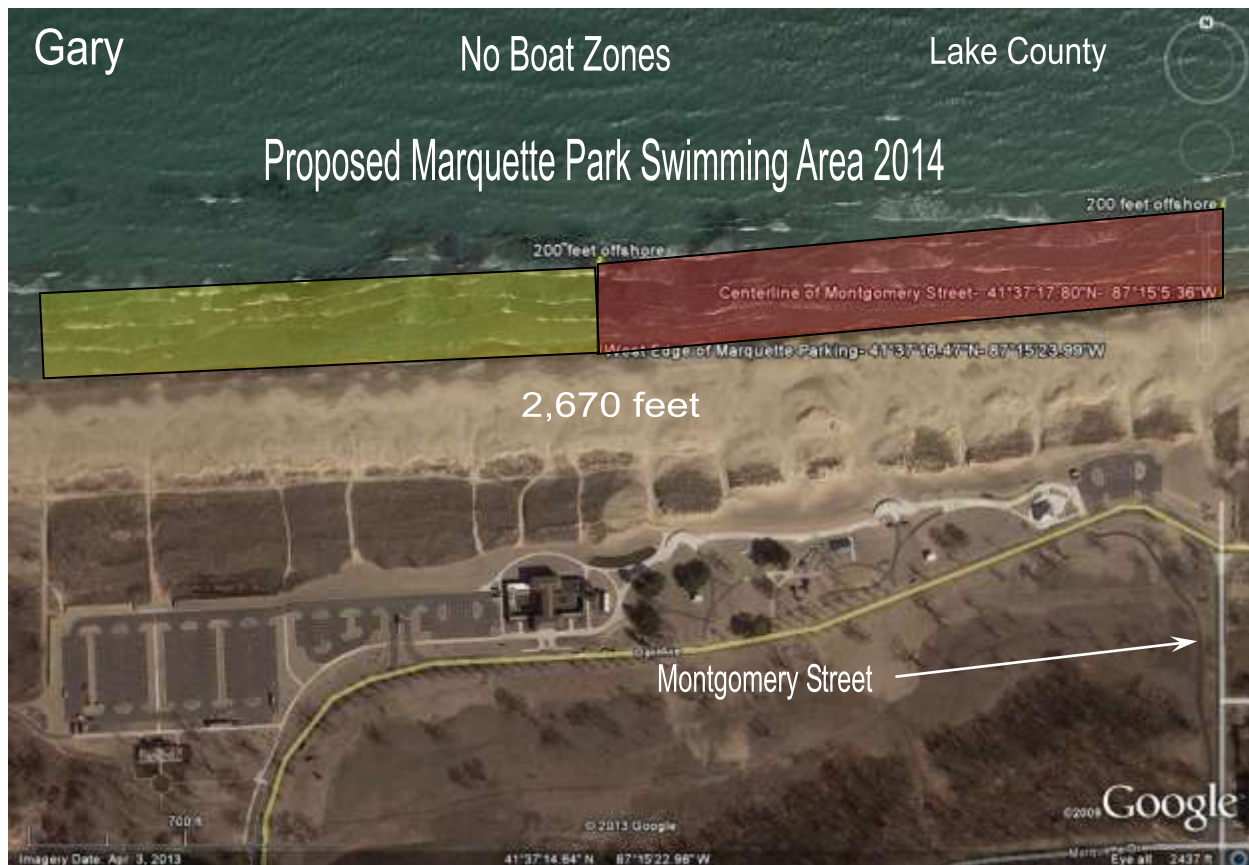 Gary
No Boat Zones
Lake County
N
Proposed Marquette Park Swimming Area 2014
200 feet offshore
200 feet offshore
Centerline of Montgomery Street- 41°37'17.80"N- 87°15'5.36"W
West Edge of Marquette Parking- 41°37'16.47"N- 87°15'23.99"W
2,670 feet
Montgomery Street
700 ft
©2009 Google
© 2013 Google
Imagery Date: Apr 3, 2013
41°37'14.64" N 87°15'22.96" W
Eye alt